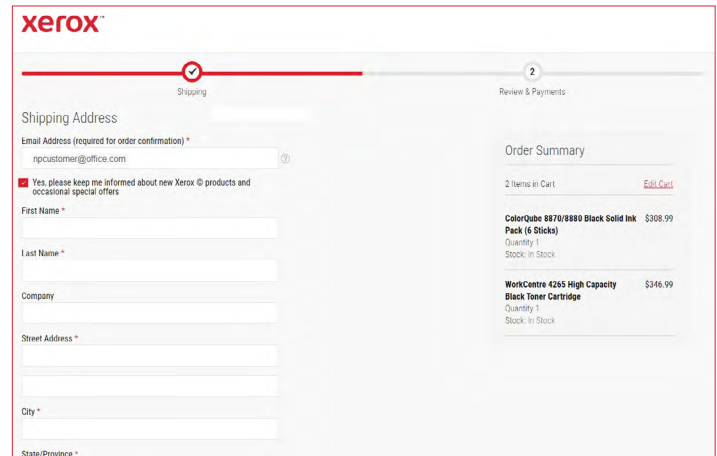 xerox™
2
Shipping
Review & Payments
Shipping Address
Email Address (required for order confirmation) *
npcustomer@office.com
?
Yes, please keep me informed about new Xerox © products and
occasional special offers
First Name *
Last Name *
Company
Street Address *
City *
State/Province *
Order Summary
2 Items in Cart
Edit Cart
ColorQube 8870/8880 Black Solid Ink
Pack (6 Sticks)
$308.99
Quantity 1
Stock: In Stock
WorkCentre 4265 High Capacity
Black Toner Cartridge
$346.99
Quantity 1
Stock: In Stock